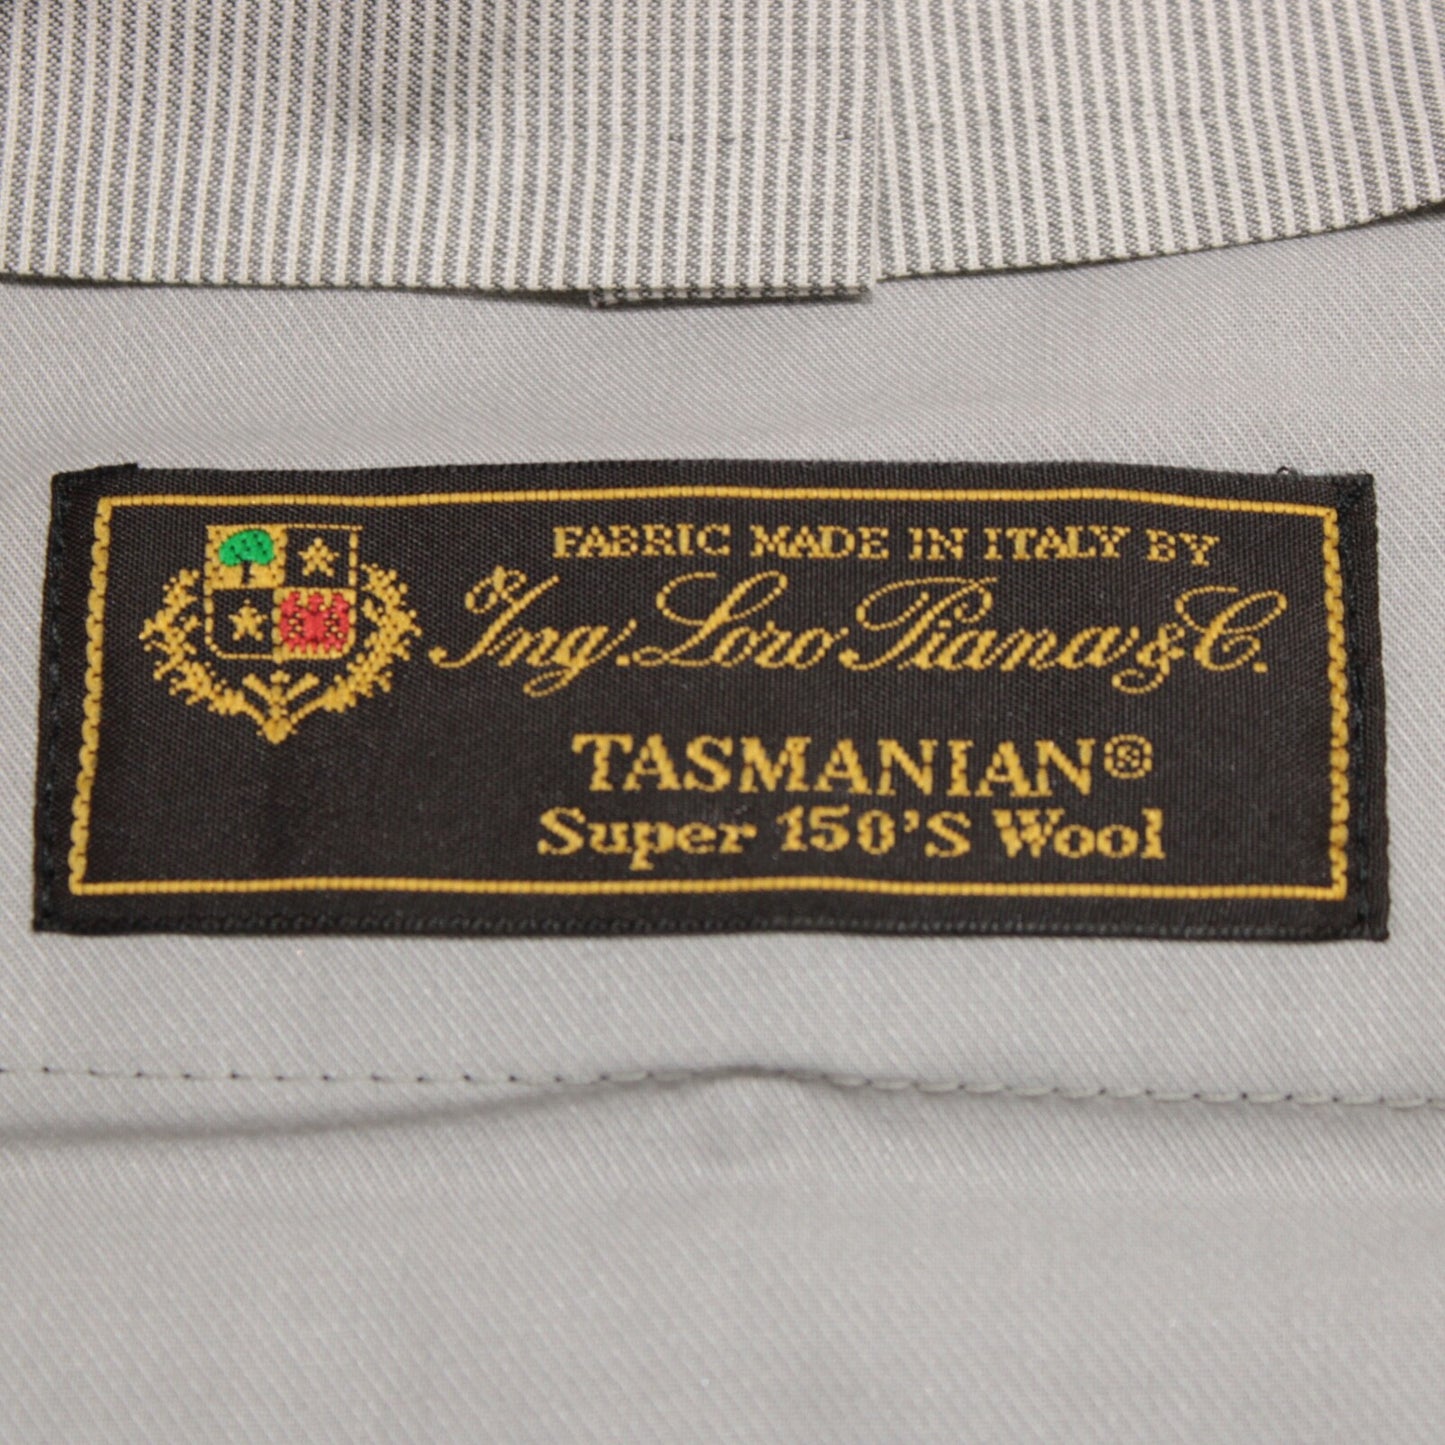 FABRIC MADE IN ITALY BY
Ing. Loro Piana & C.
TASMANIAN®
Super 150'S Wool